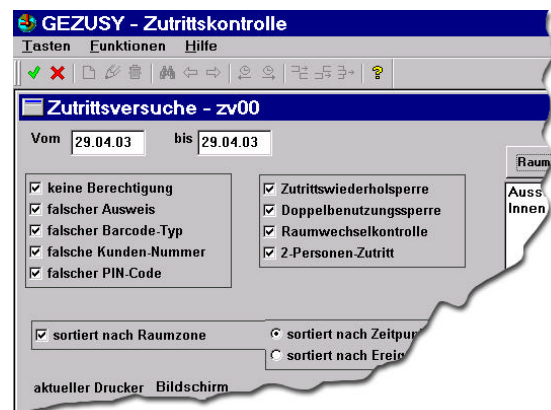 GEZUSY - Zutrittskontrolle
Tasten Funktionen Hilfe
Zutrittsversuche - zv00
Vom 29.04.03 bis 29.04.03
Raum
keine Berechtigung
falscher Ausweis
falscher Barcode-Typ
falsche Kunden-Nummer
falscher PIN-Code
Zutrittswiederholsperre
Doppelbenutzungssperre
Raumwechselkontrolle
2-Personen-Zutritt
Auss
Innen
sortiert nach Raumzone
sortiert nach Zeitpu
sortiert nach Ereig
aktueller Drucker Bildschirm